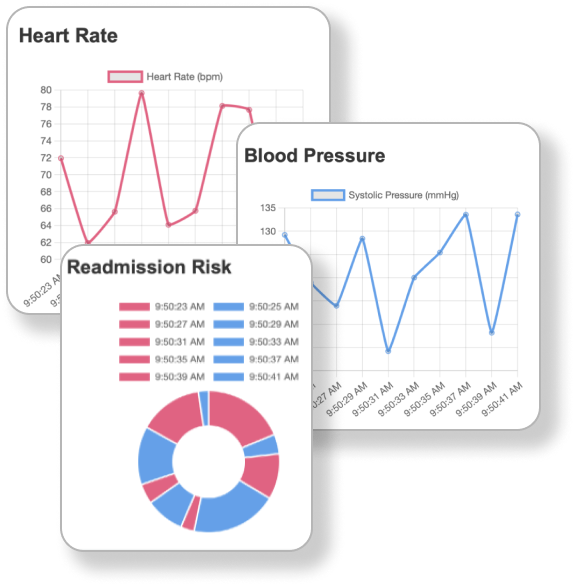 Heart Rate
Heart Rate (bpm)
80
78
76
74
72
70
68
66
64
62
60
9:50:23 AM
Blood Pressure
Systolic Pressure (mmHg)
135
130
9:50:27 AM
9:50:29 AM
9:50:31 AM
9:50:33 AM
9:50:35 AM
9:50:37 AM
9:50:39 AM
9:50:41 AM
Readmission Risk
9:50:23 AM 9:50:25 AM
9:50:27 AM 9:50:29 AM
9:50:31 AM 9:50:33 AM
9:50:35 AM 9:50:37 AM
9:50:39 AM 9:50:41 AM